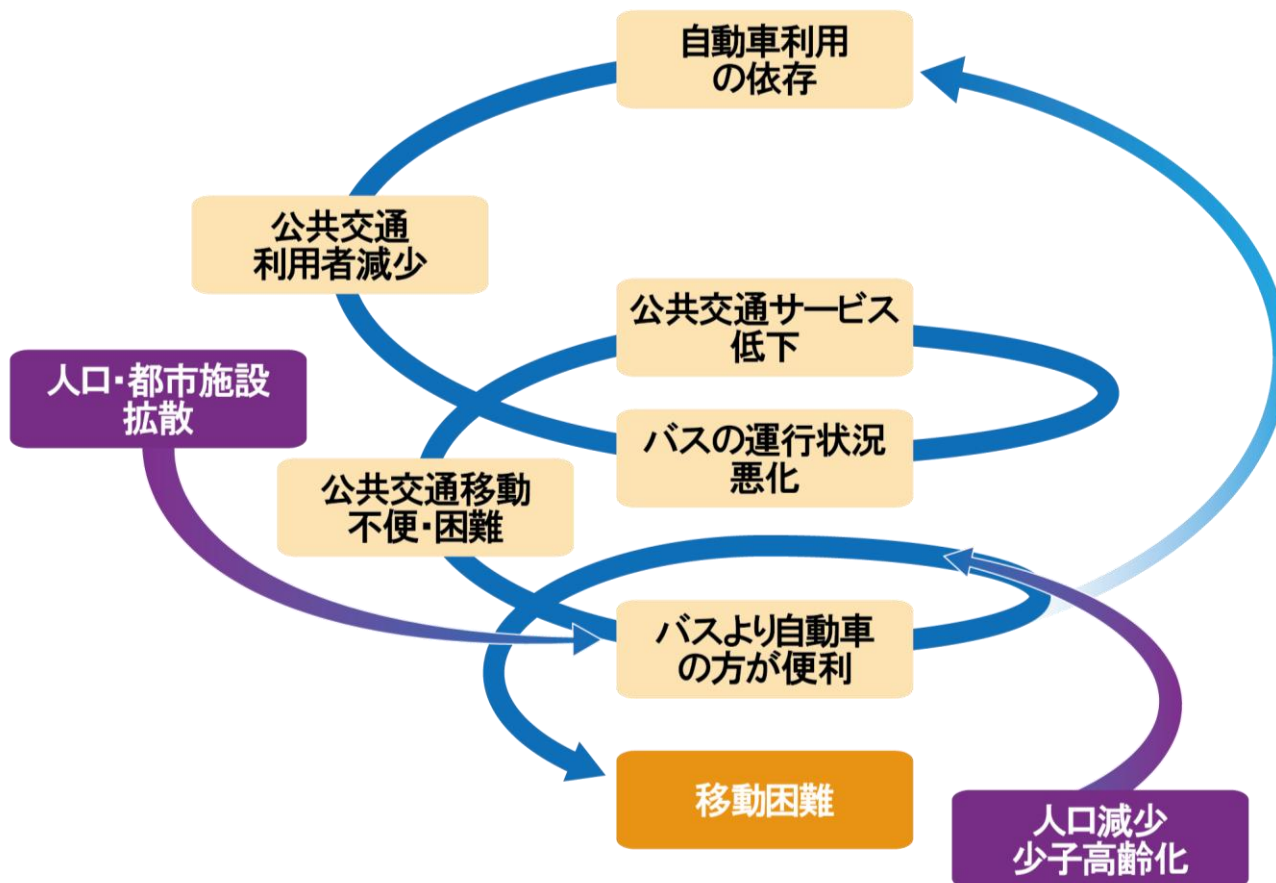 自動車利用
の依存
公共交通
利用者減少
公共交通サービス
低下
人口・都市施設
拡散
バスの運行状況
悪化
公共交通移動
不便・困難
バスより自動車
の方が便利
移動困難
人口減少
少子高齢化